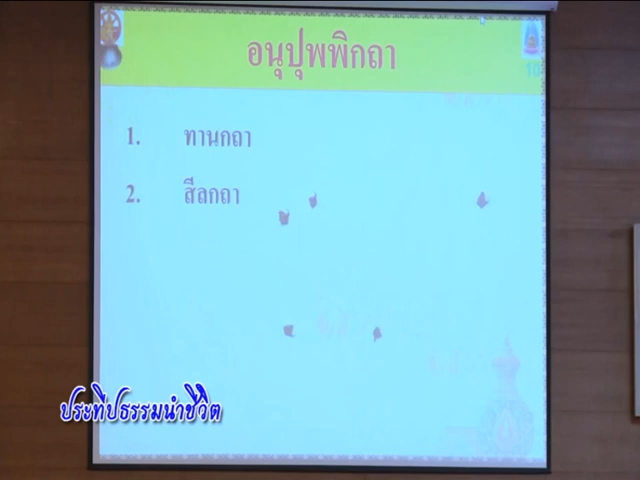 อนุปุพพิกถา
1. ทานกถา
2. สีลกถา
ประทีปธรรมนำชีวิต